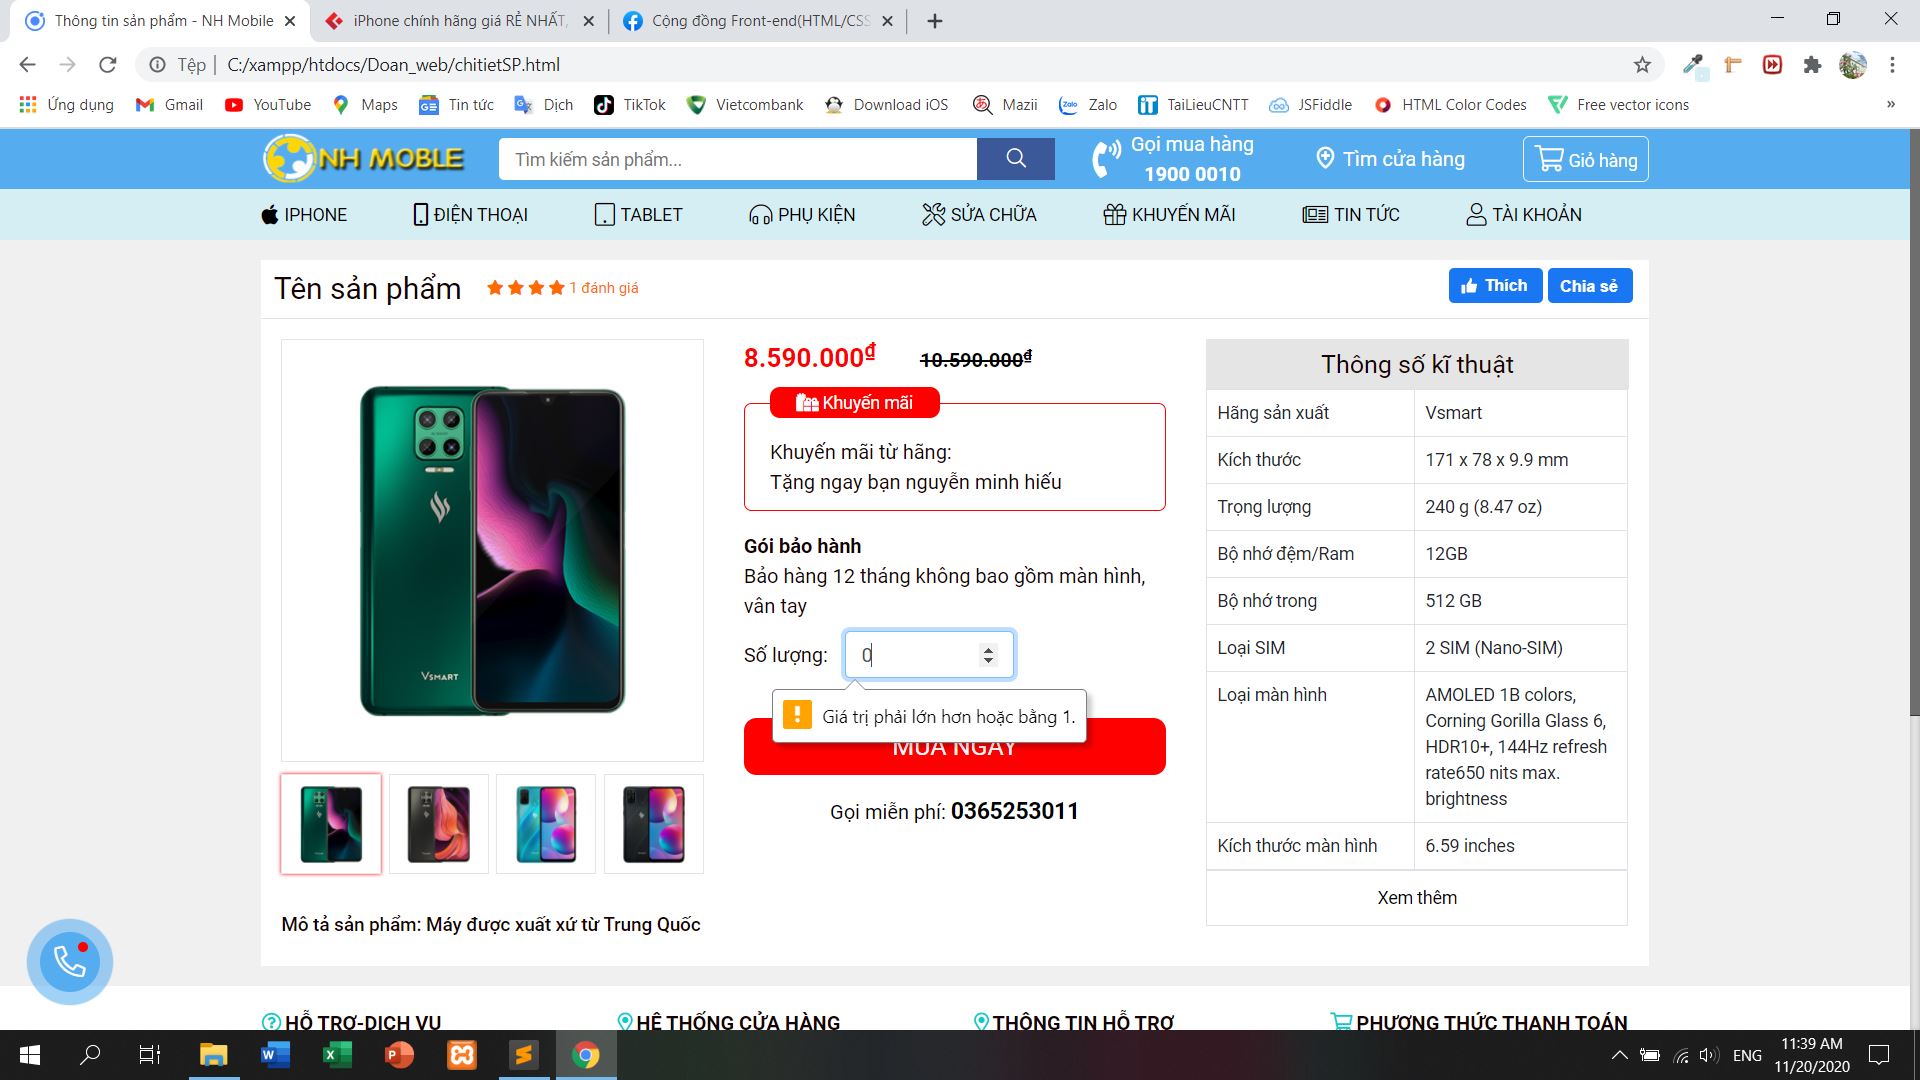 Thông tin sản phẩm - NH Mobile
iPhone chính hãng giá RẺ NHẤT,
Cộng đồng Front-end(HTML/CSS
Tệp | C:/xampp/htdocs/Doan_web/chitietSP.html
Ứng dụng Gmail YouTube Maps Tin tức Dịch TikTok Vietcombank Download iOS Mazii Zalo TaiLieuCNTT JSFiddle HTML Color Codes Free vector icons »
NH MOBLE
Tìm kiếm sản phẩm...
Gọi mua hàng
1900 0010
Tìm cửa hàng
Giỏ hàng
IPHONE ĐIỆN THOẠI TABLET PHỤ KIỆN SỬA CHỮA KHUYẾN MÃI TIN TỨC TÀI KHOẢN
Tên sản phẩm 1 đánh giá
Thích Chia sẻ
VSMART
8.590.000₫ 10.590.000₫
Khuyến mãi
Khuyến mãi từ hãng:
Tặng ngay bạn nguyễn minh hiếu
Gói bảo hành
Bảo hàng 12 tháng không bao gồm màn hình,
vân tay
Số lượng: 0
Giá trị phải lớn hơn hoặc bằng 1.
MUA NGAY
Gọi miễn phí: 0365253011
Thông số kĩ thuật
Hãng sản xuất Vsmart
Kích thước 171 x 78 x 9.9 mm
Trọng lượng 240 g (8.47 oz)
Bộ nhớ đệm/Ram 12GB
Bộ nhớ trong 512 GB
Loại SIM 2 SIM (Nano-SIM)
Loại màn hình AMOLED 1B colors,
Corning Gorilla Glass 6,
HDR10+, 144Hz refresh
rate650 nits max.
brightness
Kích thước màn hình 6.59 inches
Xem thêm
Mô tả sản phẩm: Máy được xuất xứ từ Trung Quốc
HỖ TRỢ-DỊCH VỤ HỆ THỐNG CỬA HÀNG THÔNG TIN HỖ TRỢ PHƯƠNG THỨC THANH TOÁN
ENG
11:39 AM
11/20/2020